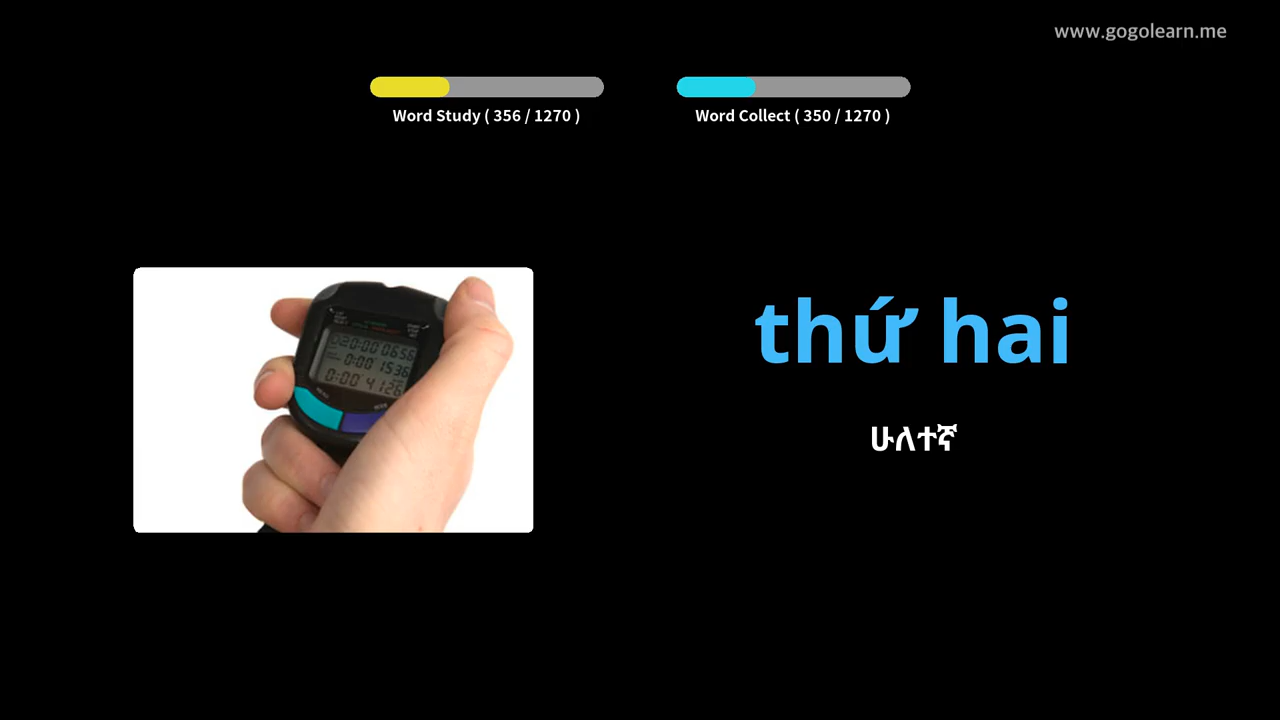 www.gogolearn.me
Word Study ( 356 / 1270 )
Word Collect ( 350 / 1270 )
thứ hai
ሁለተኛ